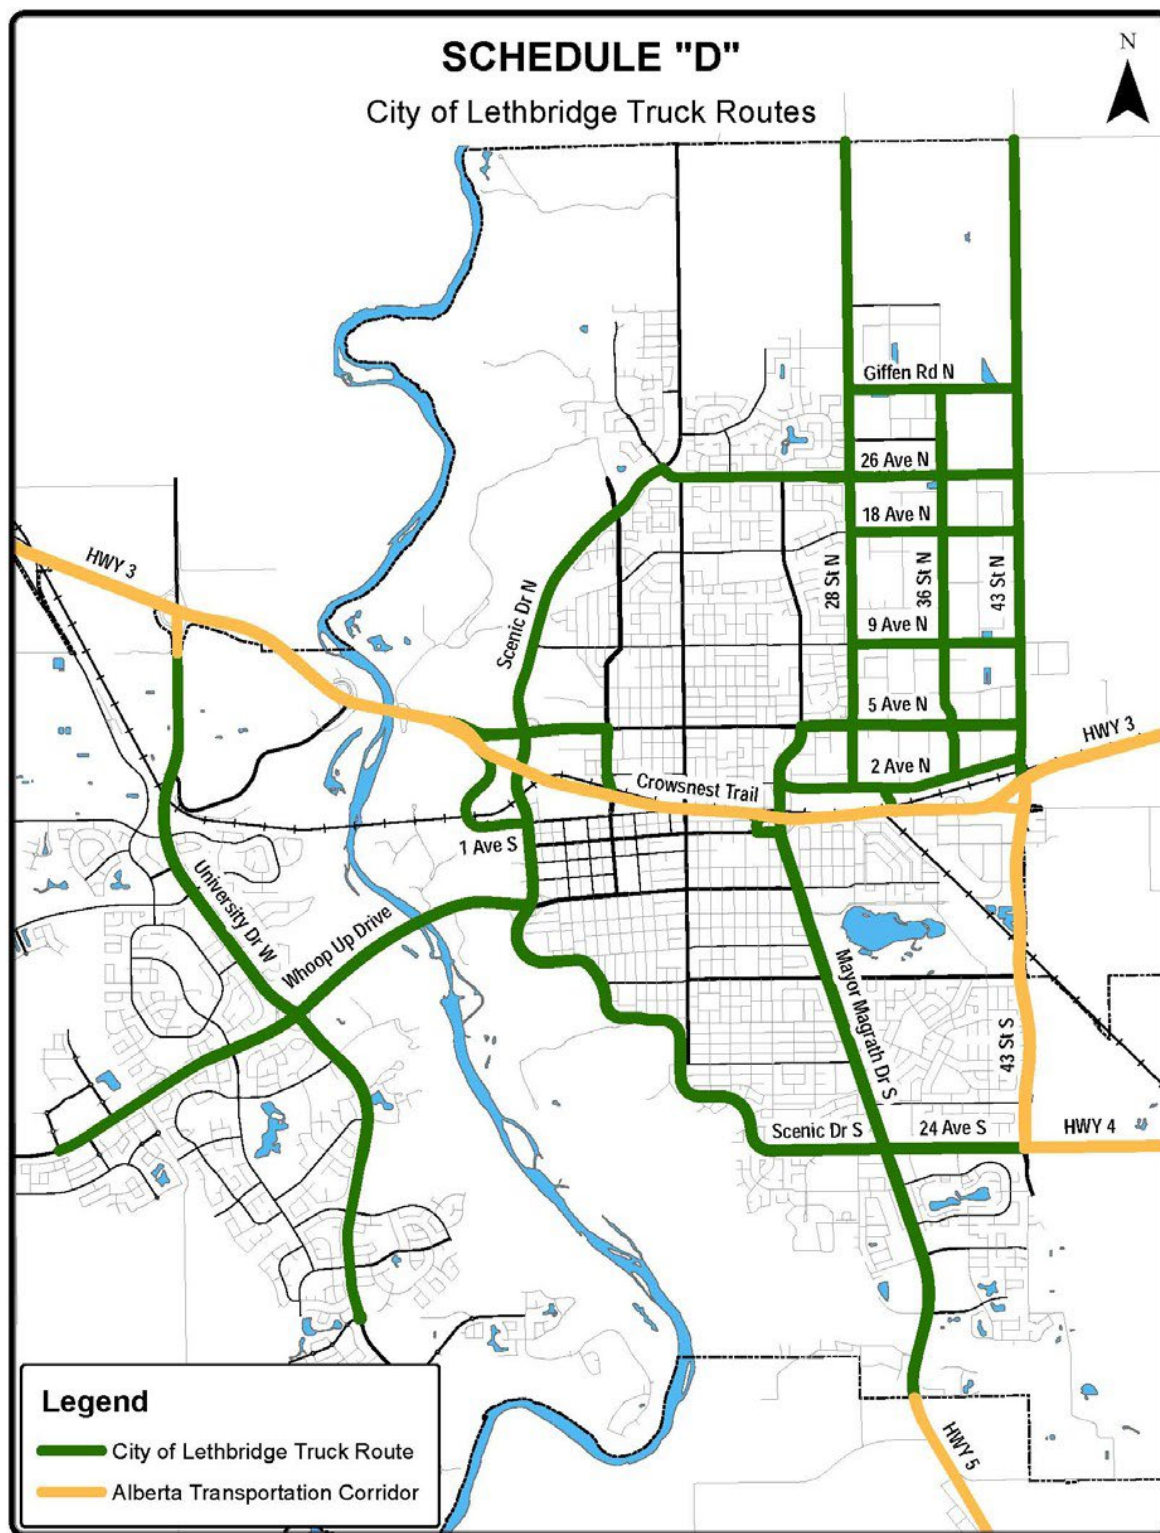 SCHEDULE "D"
City of Lethbridge Truck Routes
N
Giffen Rd N
26 Ave N
18 Ave N
28 St N
36 St N
43 St N
9 Ave N
5 Ave N
2 Ave N
HWY 3
Scenic Dr N
HWY 3
Crowsnest Trail
1 Ave S
University Dr W
Whoop Up Drive
Mayor Magrath Dr S
43 St S
Scenic Dr S
24 Ave S
HWY 4
HWY 5
Legend
City of Lethbridge Truck Route
Alberta Transportation Corridor